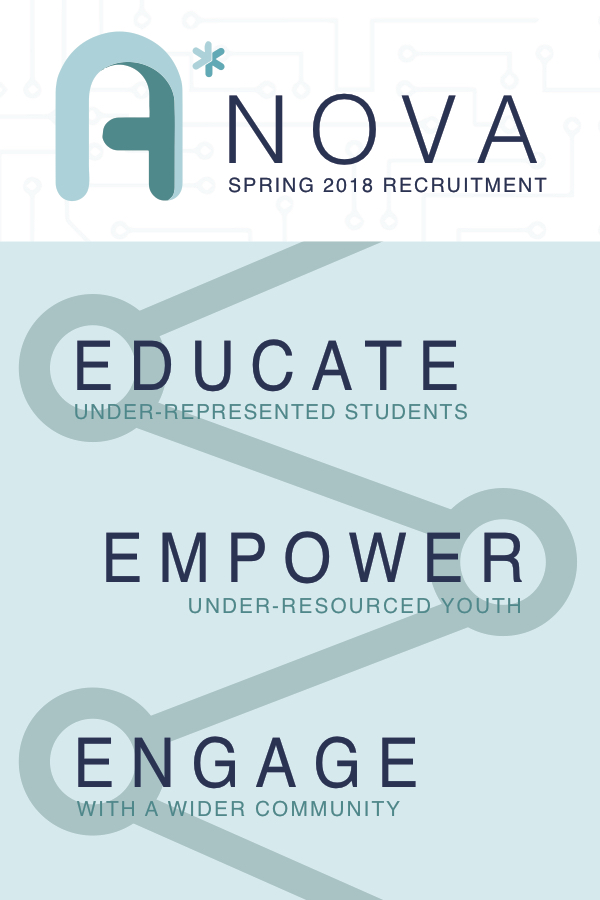 A* NOVA
SPRING 2018 RECRUITMENT
EDUCATE
UNDER-REPRESENTED STUDENTS
EMPOWER
UNDER-RESOURCED YOUTH
ENGAGE
WITH A WIDER COMMUNITY